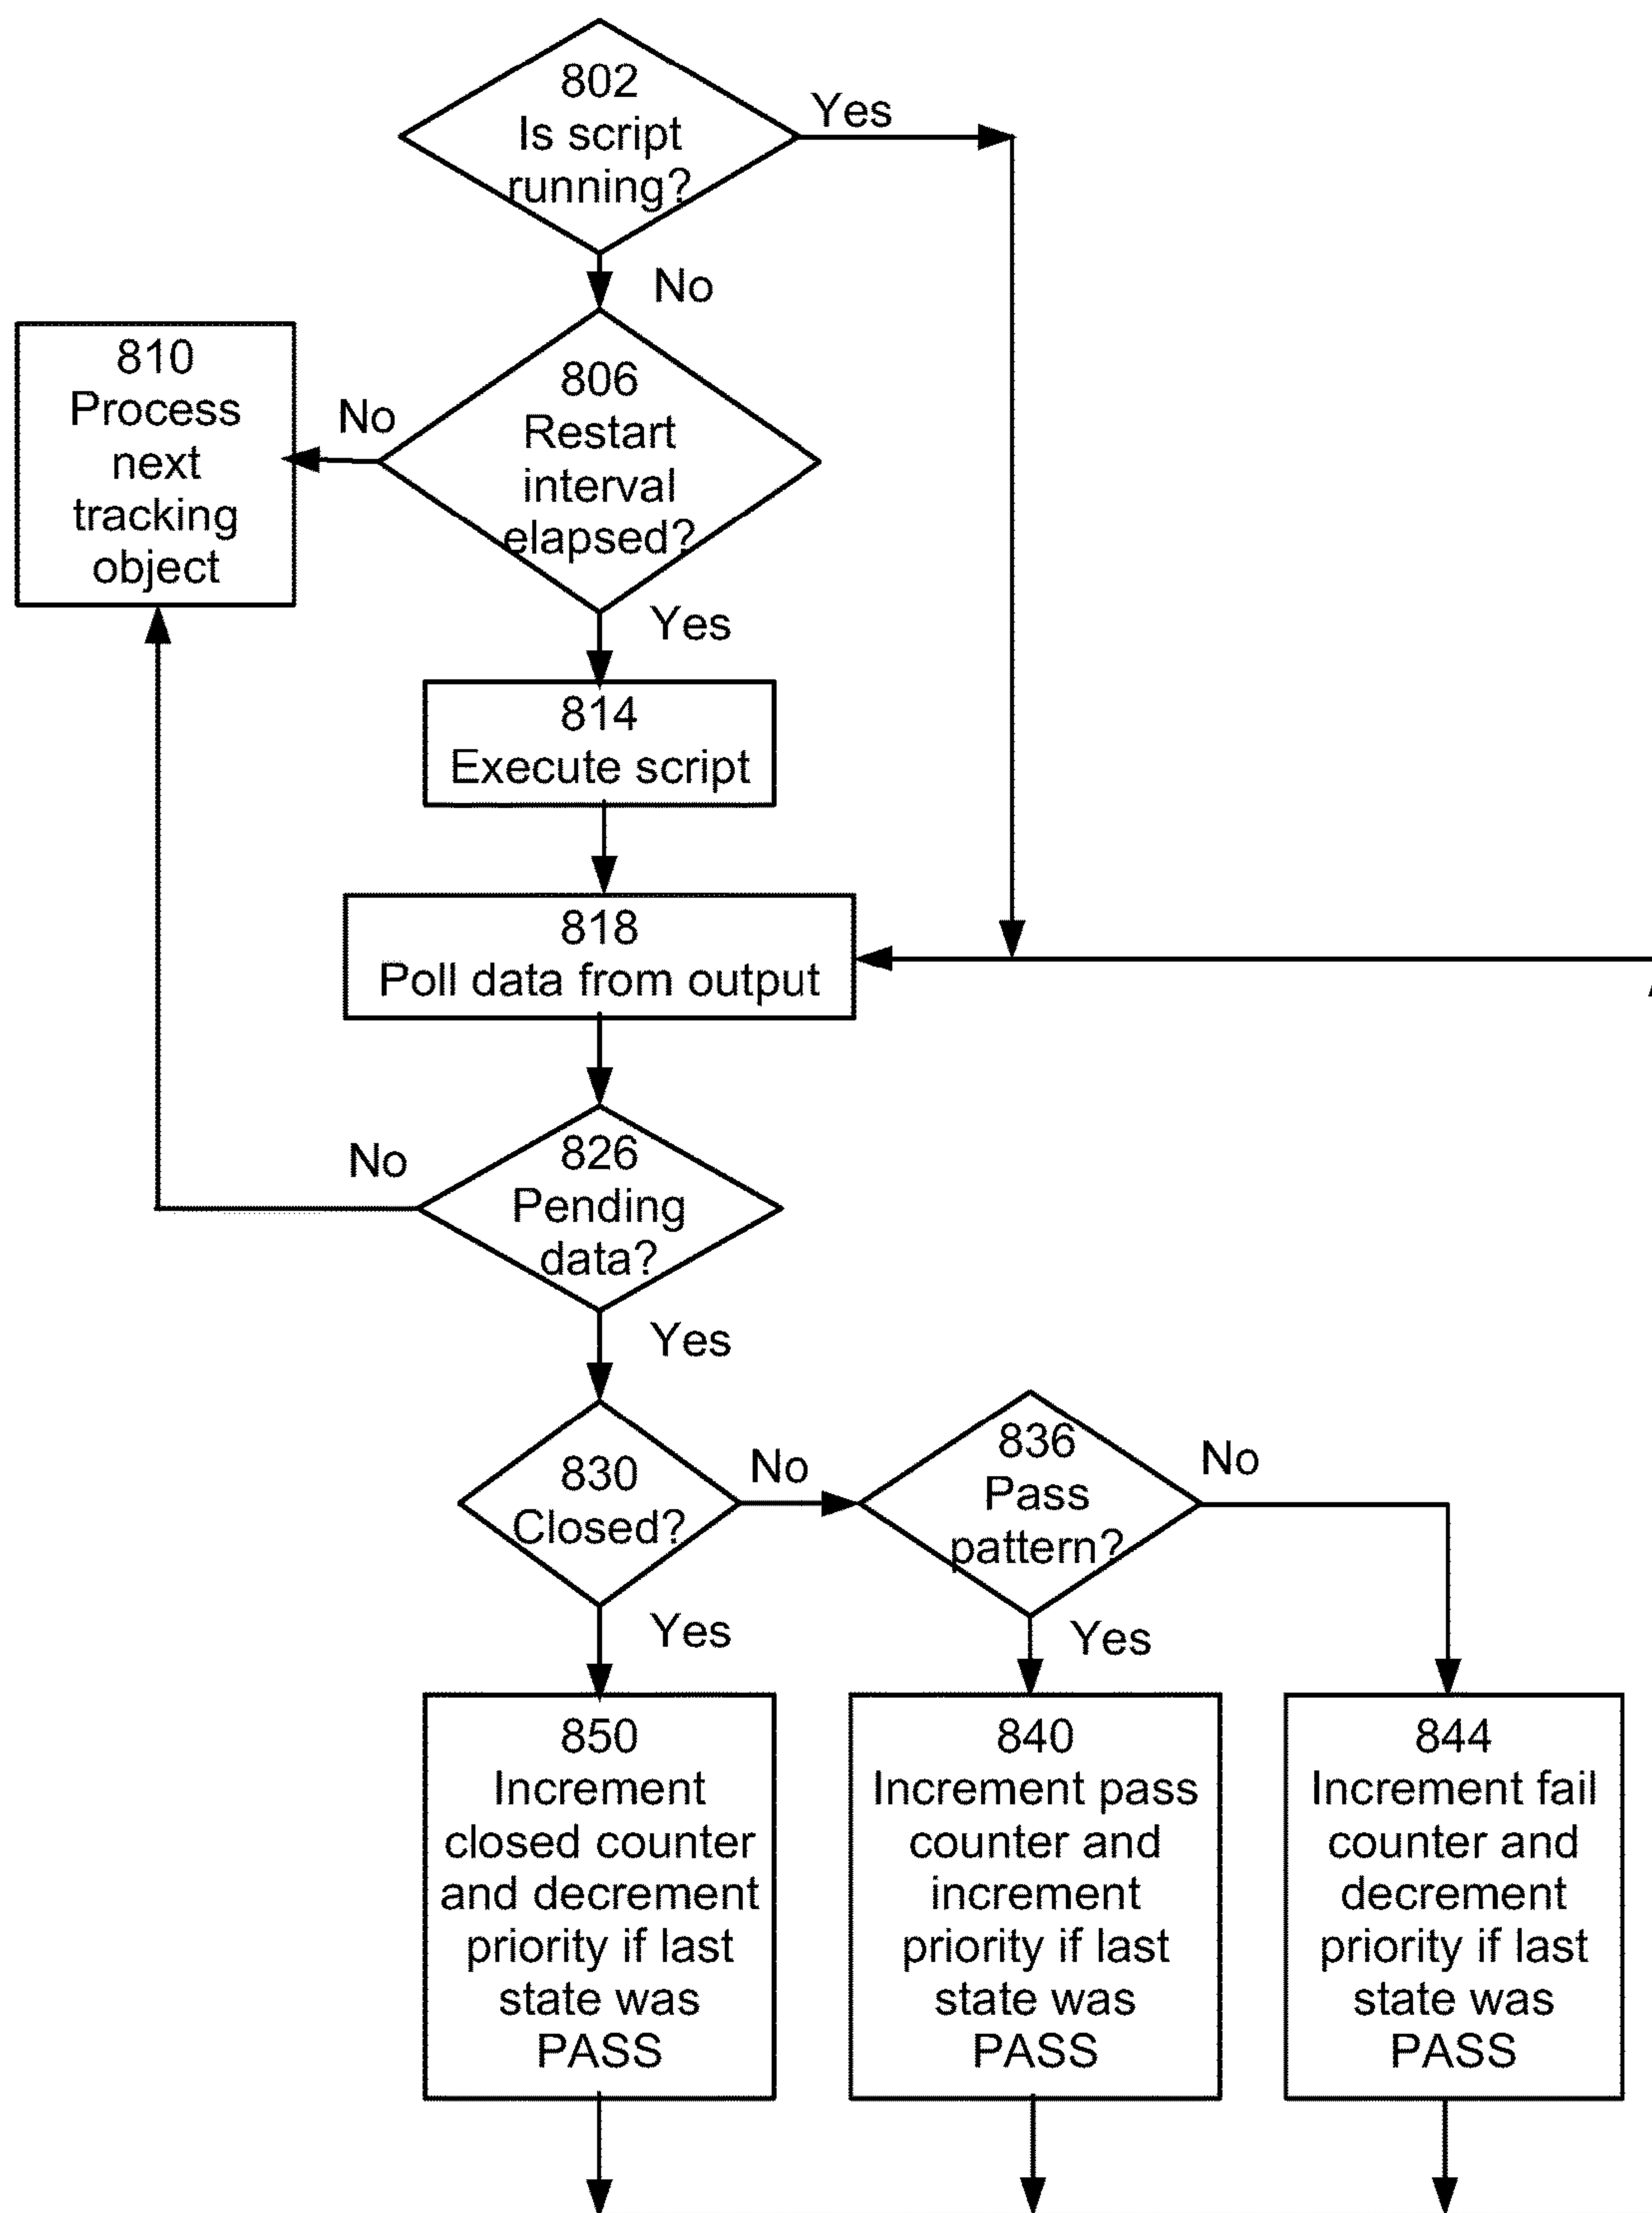 802
Is script
running?
Yes
No
810
Process
next
tracking
object
No
806
Restart
interval
elapsed?
Yes
814
Execute script
818
Poll data from output
No
826
Pending
data?
Yes
830
Closed?
No
836
Pass
pattern?
No
Yes
Yes
850
Increment
closed counter
and decrement
priority if last
state was
PASS
840
Increment pass
counter and
increment
priority if last
state was
PASS
844
Increment fail
counter and
decrement
priority if last
state was
PASS